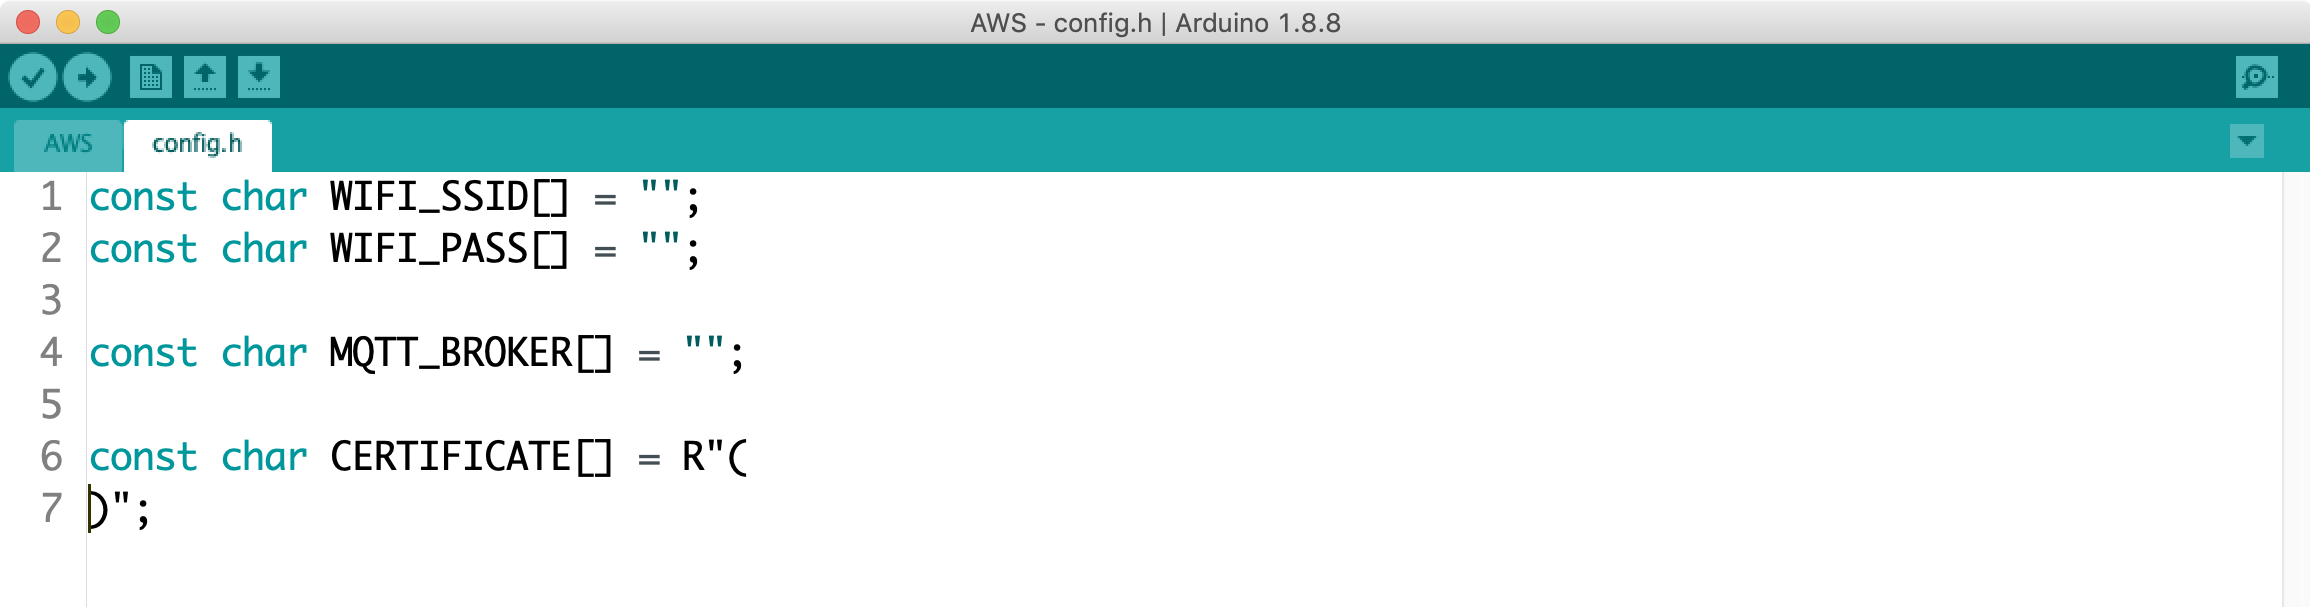 AWS - config.h | Arduino 1.8.8
AWS
config.h
1 const char WIFI_SSID[] = "";
2 const char WIFI_PASS[] = "";
3
4 const char MQTT_BROKER[] = "";
5
6 const char CERTIFICATE[] = R"(
7 )";